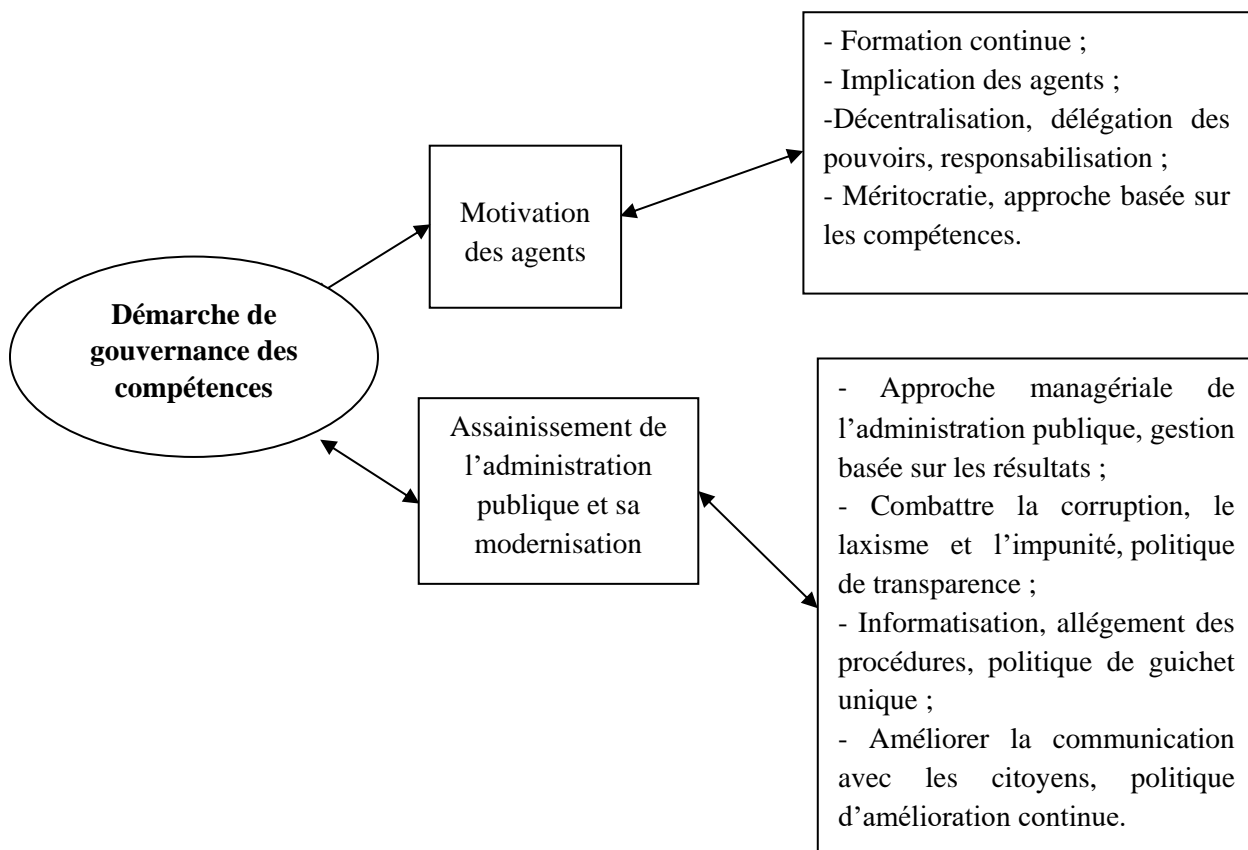 Démarche de
gouvernance des
compétences
Motivation
des agents
- Formation continue ;
- Implication des agents ;
-Décentralisation, délégation des
pouvoirs, responsabilisation ;
- Méritocratie, approche basée sur
les compétences.
Assainissement de
l’administration
publique et sa
modernisation
- Approche managériale de
l’administration publique, gestion
basée sur les résultats ;
- Combattre la corruption, le
laxisme et l’impunité, politique
de transparence ;
- Informatisation, allégement des
procédures, politique de guichet
unique ;
- Améliorer la communication
avec les citoyens, politique
d’amélioration continue.